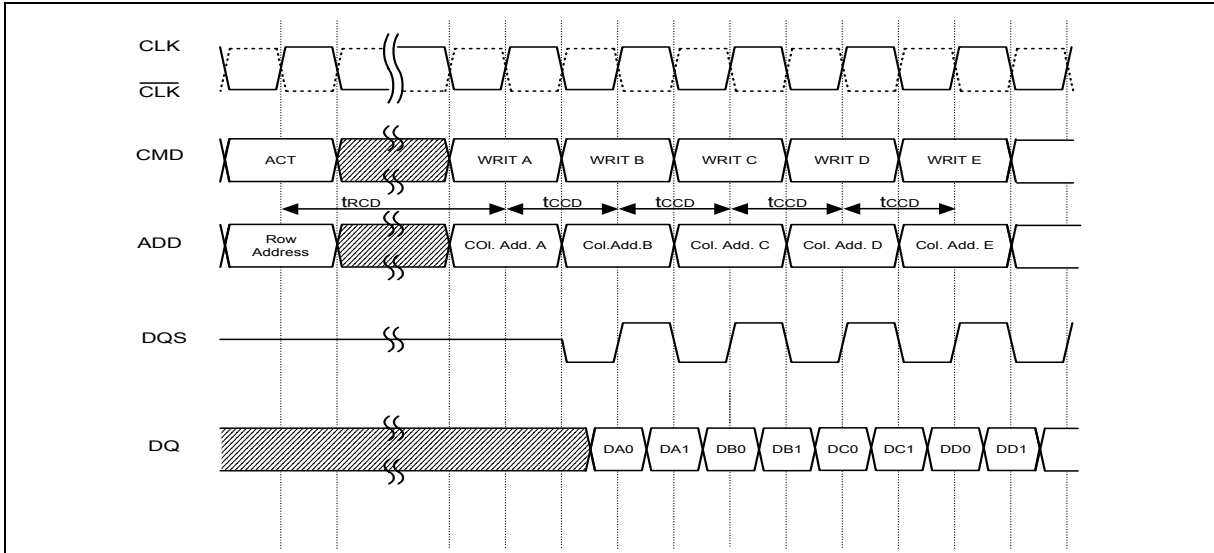 CLK
CLK
CMD
ACT
WRIT A
WRIT B
WRIT C
WRIT D
WRIT E
tRCD
tCCD
tCCD
tCCD
tCCD
ADD
Row
Address
COl. Add. A
Col.Add.B
Col. Add. C
Col. Add. D
Col. Add. E
DQS
DQ
DA0
DA1
DB0
DB1
DC0
DC1
DD0
DD1